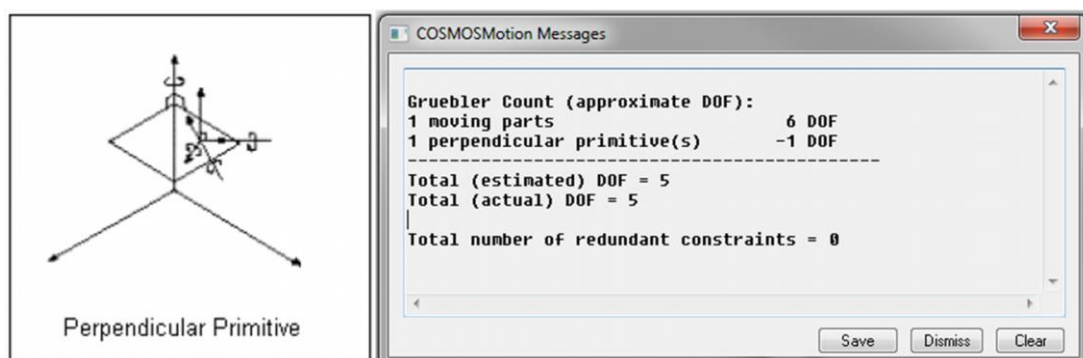 Perpendicular Primitive
COSMOSMotion Messages
Gruebler Count (approximate DOF):
1 moving parts 6 DOF
1 perpendicular primitive(s) -1 DOF
---------------------------------------------
Total (estimated) DOF = 5
Total (actual) DOF = 5
Total number of redundant constraints = 0
Save Dismiss Clear